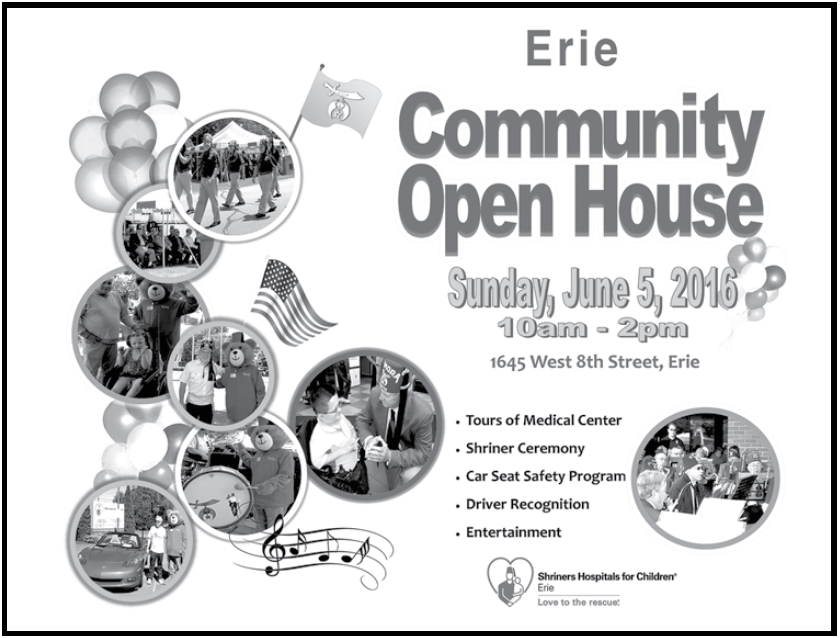 Erie
Community
Open House
Sunday, June 5, 2016
10am - 2pm
1645 West 8th Street, Erie
• Tours of Medical Center
• Shriner Ceremony
• Car Seat Safety Program
• Driver Recognition
• Entertainment
Shriners Hospitals for Children®
Erie
Love to the rescue.®